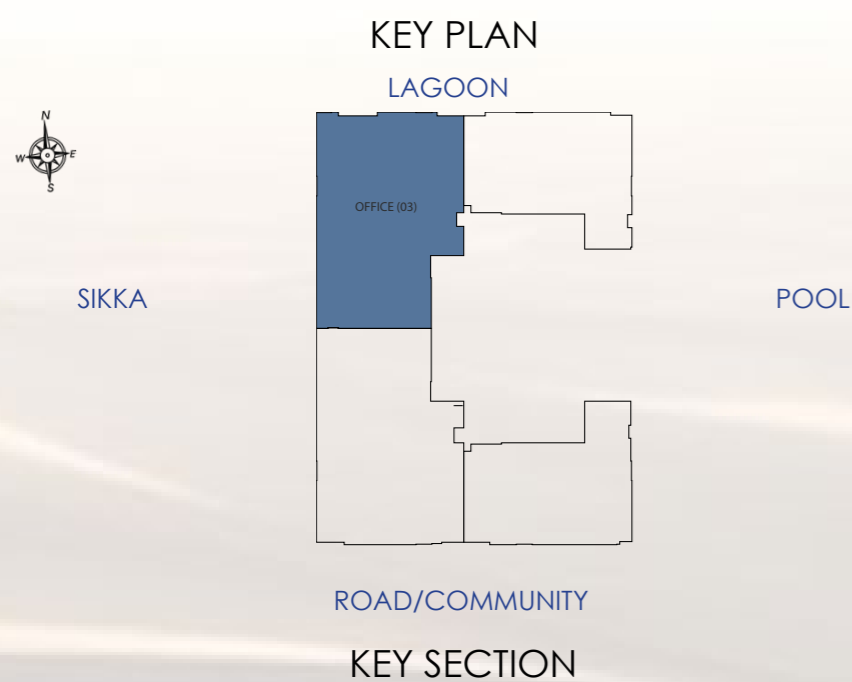 KEY PLAN
LAGOON
N
W E
S
OFFICE (03)
SIKKA
POOL
ROAD/COMMUNITY
KEY SECTION